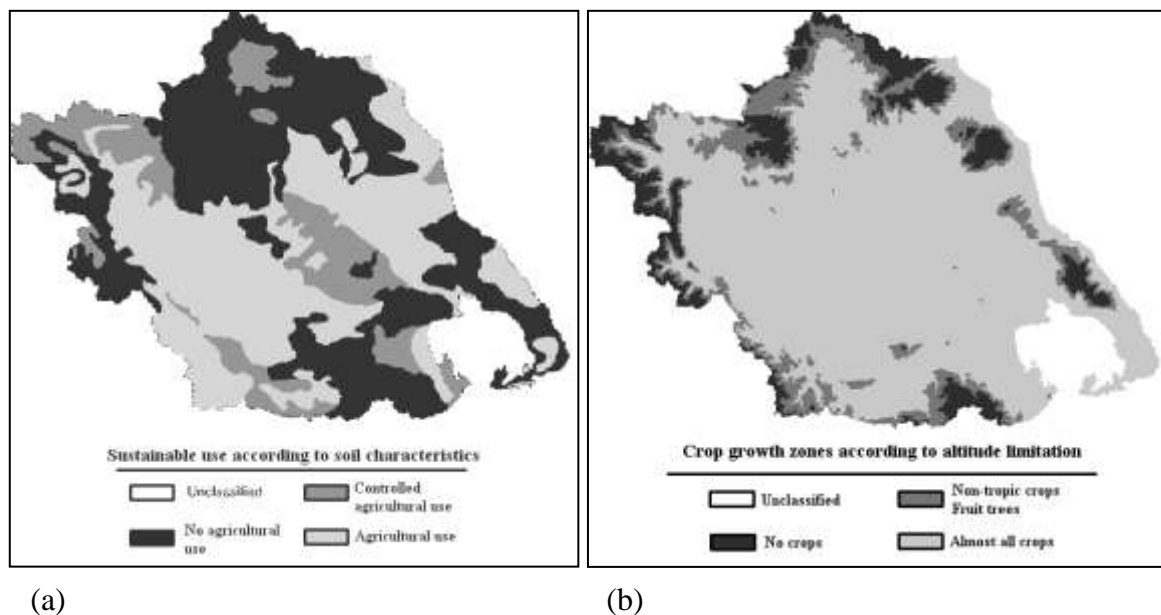 Sustainable use according to soil characteristics
Unclassified
Controlled
agricultural use
No agricultural
use
Agricultural use
Crop growth zones according to altitude limitation
Unclassified
Non-tropic crops
Fruit trees
No crops
Almost all crops
(a)
(b)